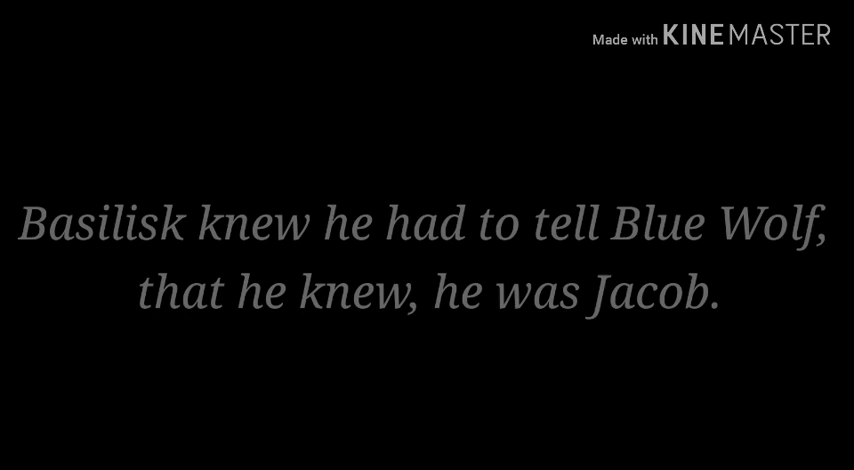 Made with KINEMASTER
Basilisk knew he had to tell Blue Wolf,
that he knew, he was Jacob.